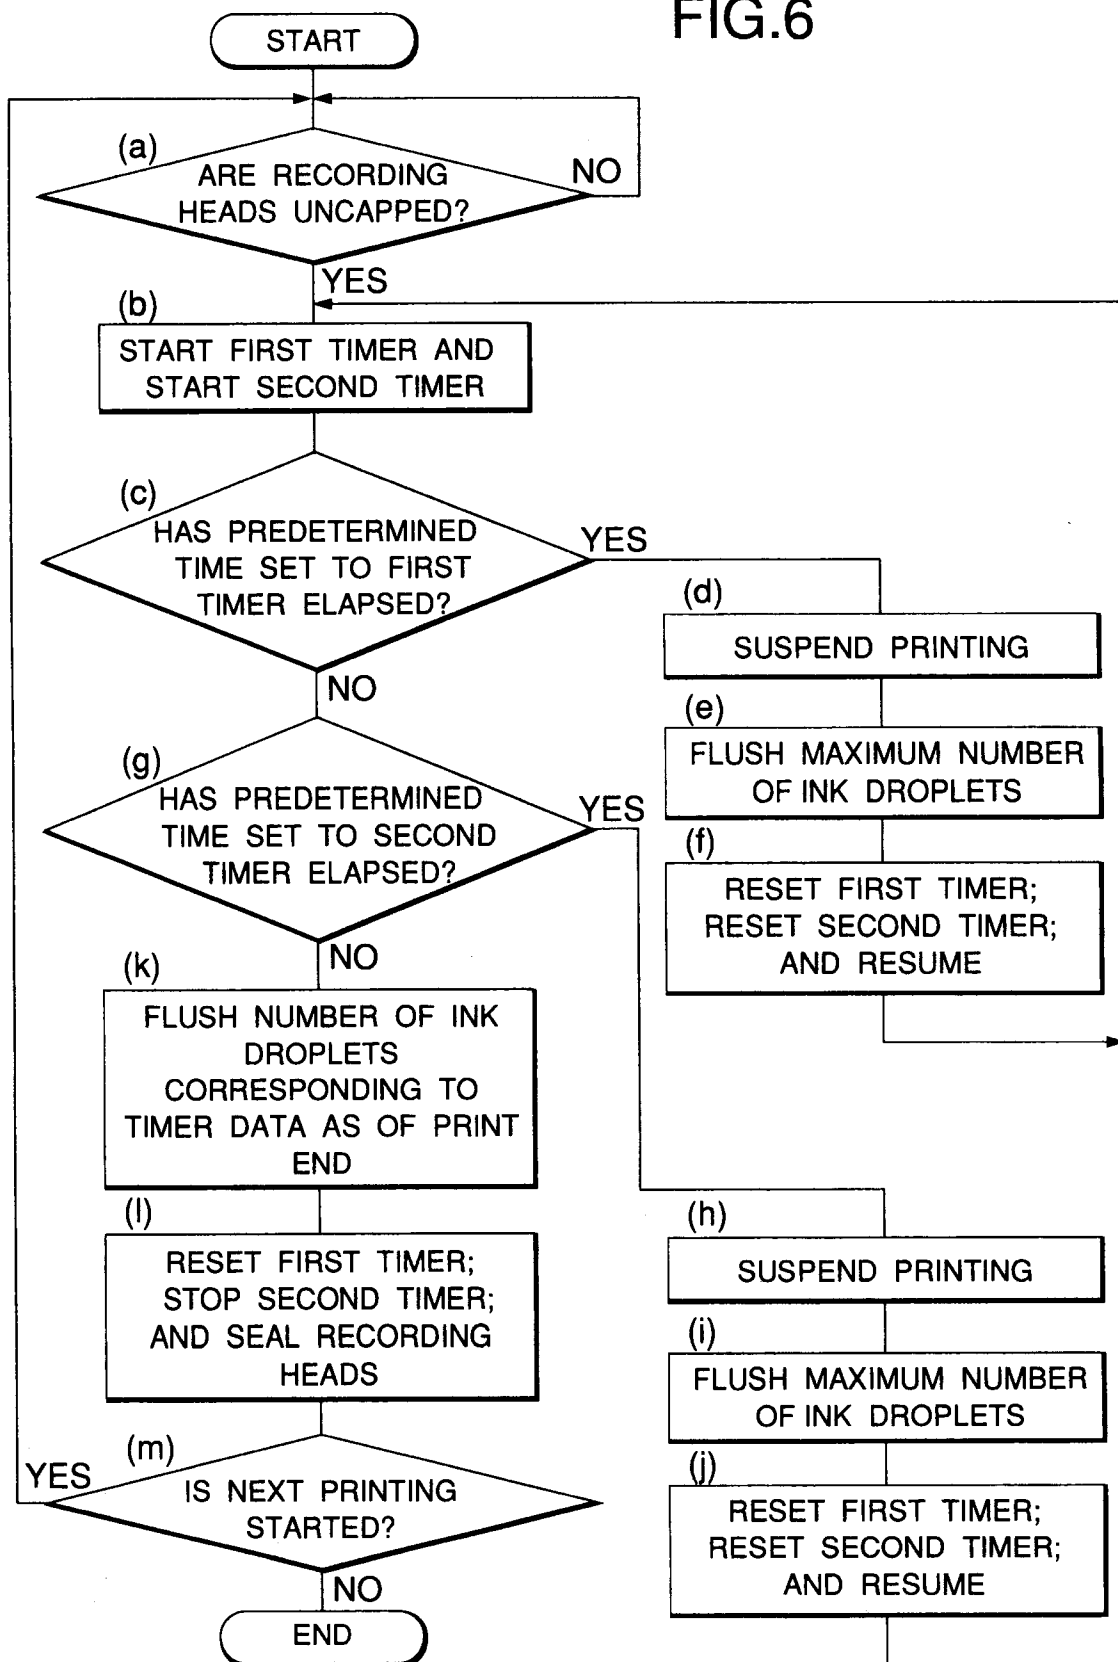 FIG.6
START
(a)
ARE RECORDING
HEADS UNCAPPED?
NO
YES
(b)
START FIRST TIMER AND
START SECOND TIMER
(c)
HAS PREDETERMINED
TIME SET TO FIRST
TIMER ELAPSED?
YES
NO
(d)
SUSPEND PRINTING
(e)
FLUSH MAXIMUM NUMBER
OF INK DROPLETS
(f)
RESET FIRST TIMER;
RESET SECOND TIMER;
AND RESUME
(g)
HAS PREDETERMINED
TIME SET TO SECOND
TIMER ELAPSED?
YES
NO
(h)
SUSPEND PRINTING
(i)
FLUSH MAXIMUM NUMBER
OF INK DROPLETS
(j)
RESET FIRST TIMER;
RESET SECOND TIMER;
AND RESUME
(k)
FLUSH NUMBER OF INK
DROPLETS
CORRESPONDING TO
TIMER DATA AS OF PRINT
END
(l)
RESET FIRST TIMER;
STOP SECOND TIMER;
AND SEAL RECORDING
HEADS
(m)
YES
IS NEXT PRINTING
STARTED?
NO
END